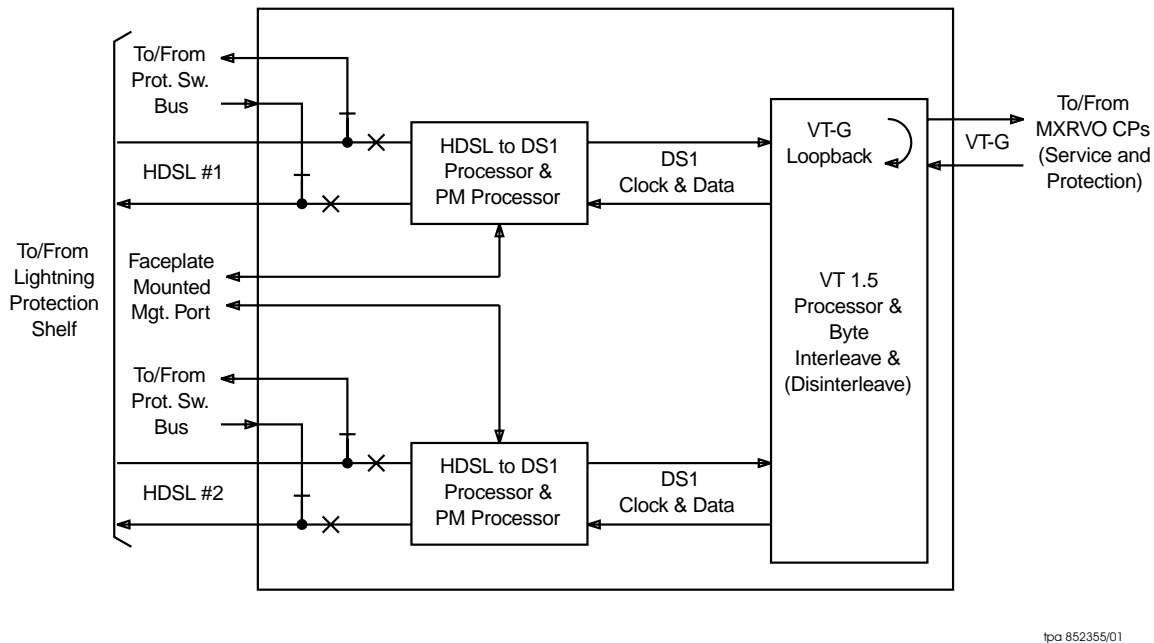 To/From
Prot. Sw.
Bus
HDSL #1
To/From
Lightning
Protection
Shelf
Faceplate
Mounted
Mgt. Port
To/From
Prot. Sw.
Bus
HDSL #2
HDSL to DS1
Processor &
PM Processor
HDSL to DS1
Processor &
PM Processor
DS1
Clock & Data
DS1
Clock & Data
VT-G
Loopback
VT 1.5
Processor &
Byte
Interleave &
(Disinterleave)
VT-G
To/From
MXRVO CPs
(Service and
Protection)
tpa 852355/01